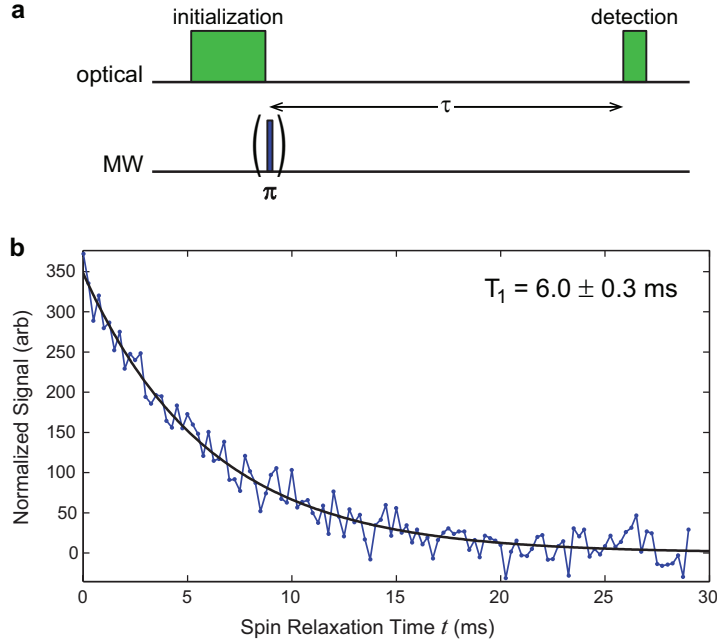 a
initialization
detection
optical
τ
MW
( )
π
b
T₁ = 6.0 ± 0.3 ms
Normalized Signal (arb)
350
300
250
200
150
100
50
0
0 5 10 15 20 25 30
Spin Relaxation Time t (ms)